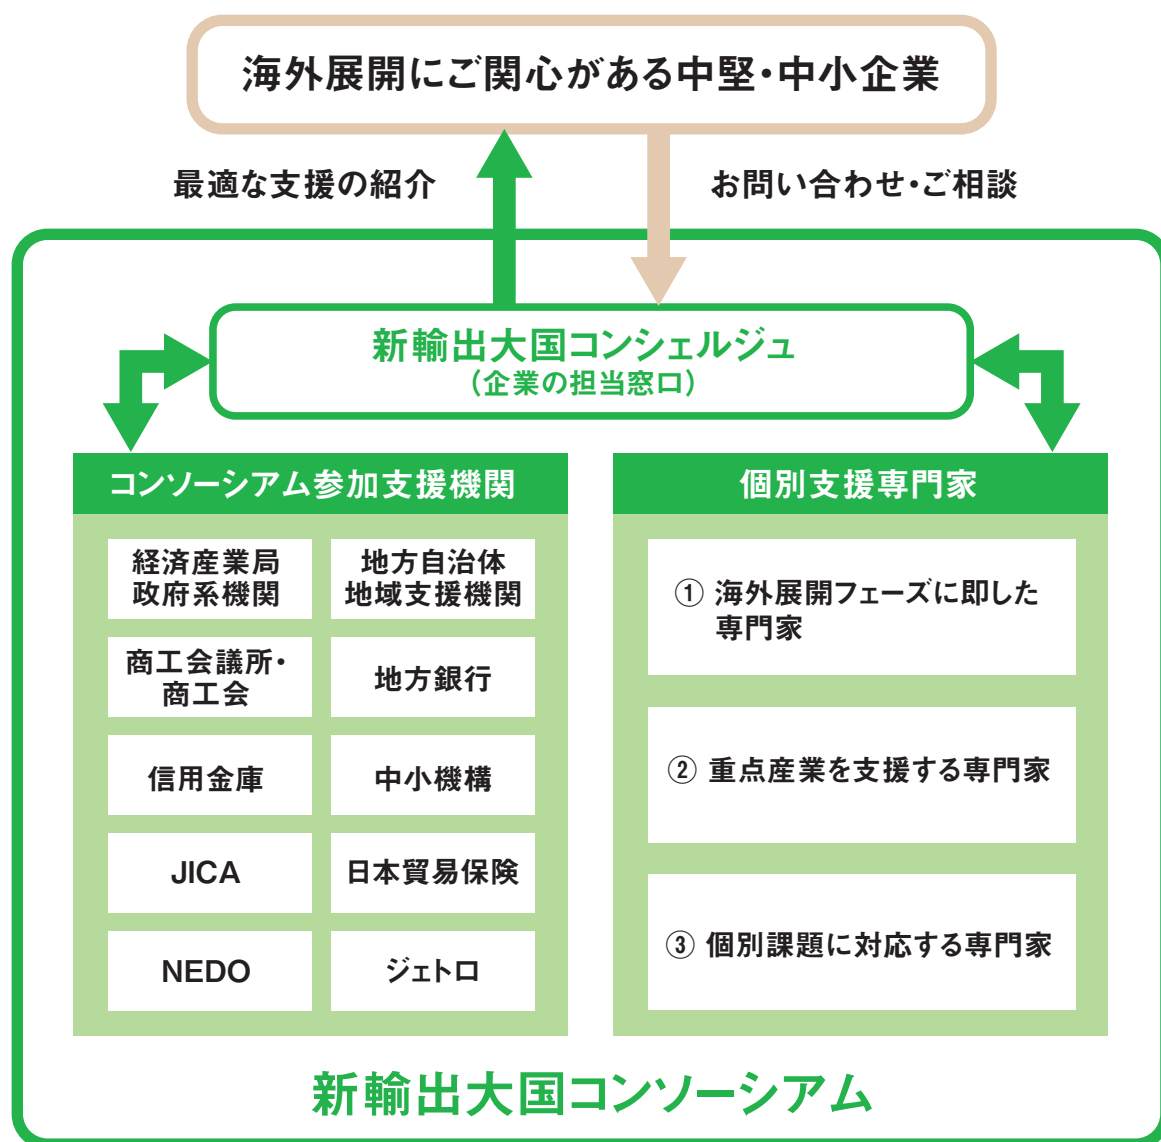 海外展開にご関心がある中堅・中小企業
最適な支援の紹介
お問い合わせ・ご相談
新輸出大国コンシェルジュ
（企業の担当窓口）
コンソーシアム参加支援機関
経済産業局
政府系機関
地方自治体
地域支援機関
商工会議所・
商工会
地方銀行
信用金庫
中小機構
JICA
日本貿易保険
NEDO
ジェトロ
個別支援専門家
① 海外展開フェーズに即した
専門家
② 重点産業を支援する専門家
③ 個別課題に対応する専門家
新輸出大国コンソーシアム